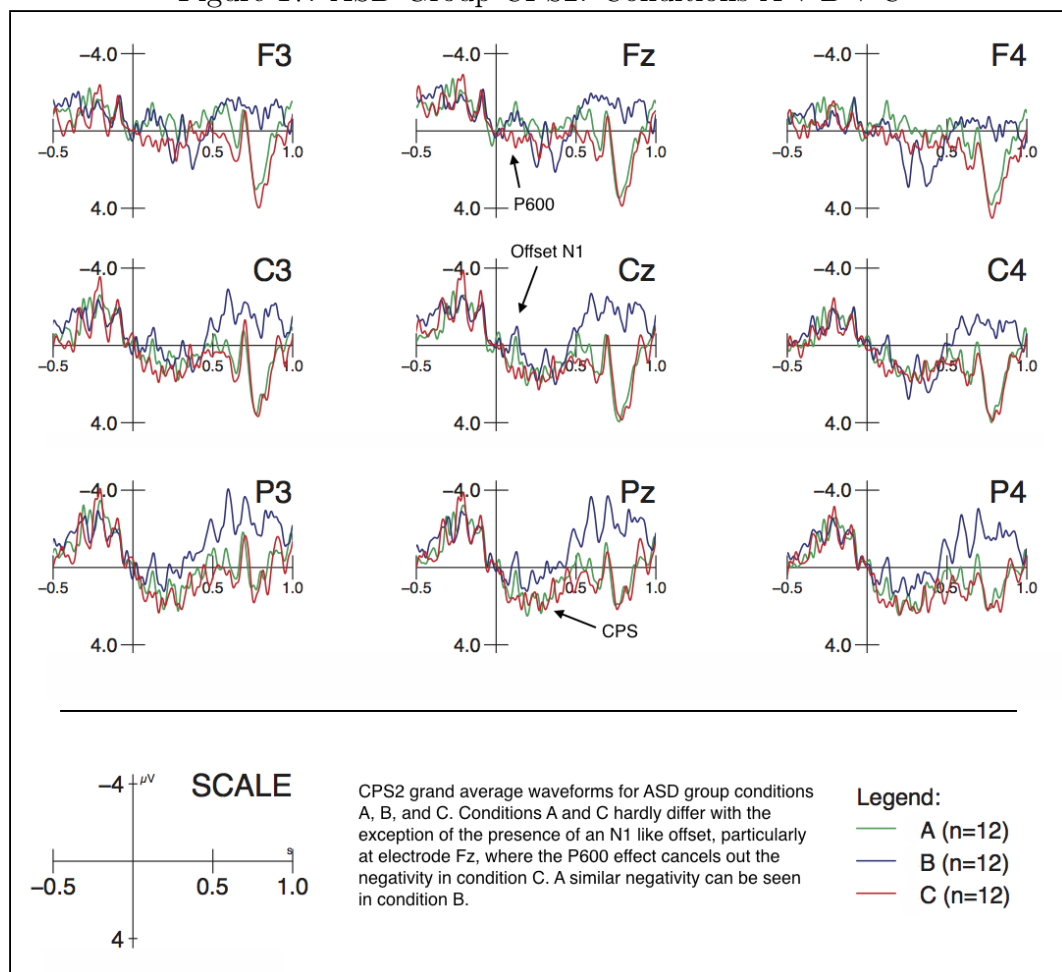 -4.0 F3
-0.5 0.5 1.0
4.0
-4.0 Fz
-0.5 0.5 1.0
4.0
P600
-4.0 F4
-0.5 0.5 1.0
4.0
-4.0 C3
-0.5 0.5 1.0
4.0
Offset N1
-4.0 Cz
-0.5 0.5 1.0
4.0
-4.0 C4
-0.5 0.5 1.0
4.0
-4.0 P3
-0.5 0.5 1.0
4.0
-4.0 Pz
-0.5 0.5 1.0
4.0
CPS
-4.0 P4
-0.5 0.5 1.0
4.0
-4 µV SCALE
s
-0.5 0.5 1.0
4
CPS2 grand average waveforms for ASD group conditions
A, B, and C. Conditions A and C hardly differ with the
exception of the presence of an N1 like offset, particularly
at electrode Fz, where the P600 effect cancels out the
negativity in condition C. A similar negativity can be seen
in condition B.
Legend:
A (n=12)
B (n=12)
C (n=12)